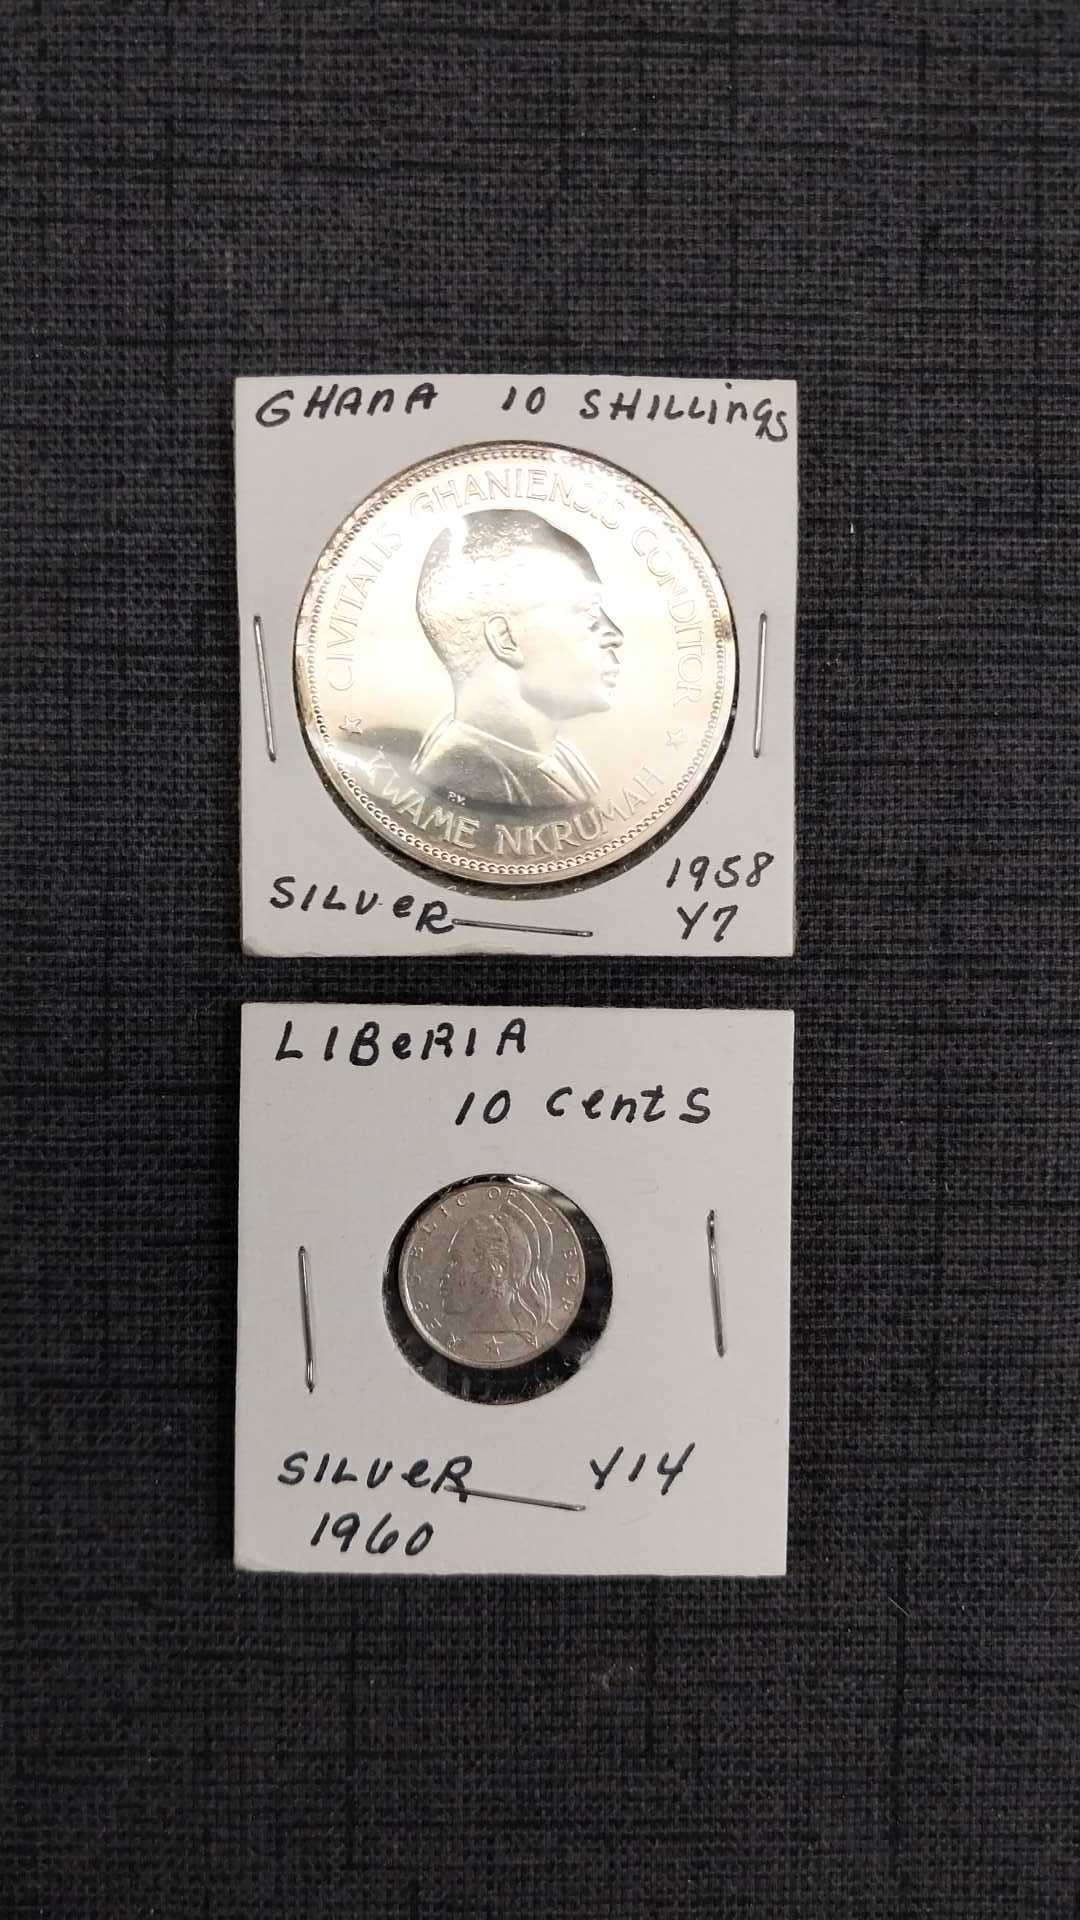 GHANA 10 SHILLINGS
CIVITATIS GHANIENSIS CONDITOR
P.V.
KWAME NKRUMAH
SILVER
1958
Y7
LIBERIA
10 CENTS
REPUBLIC OF LIBERIA
SILVER Y14
1960